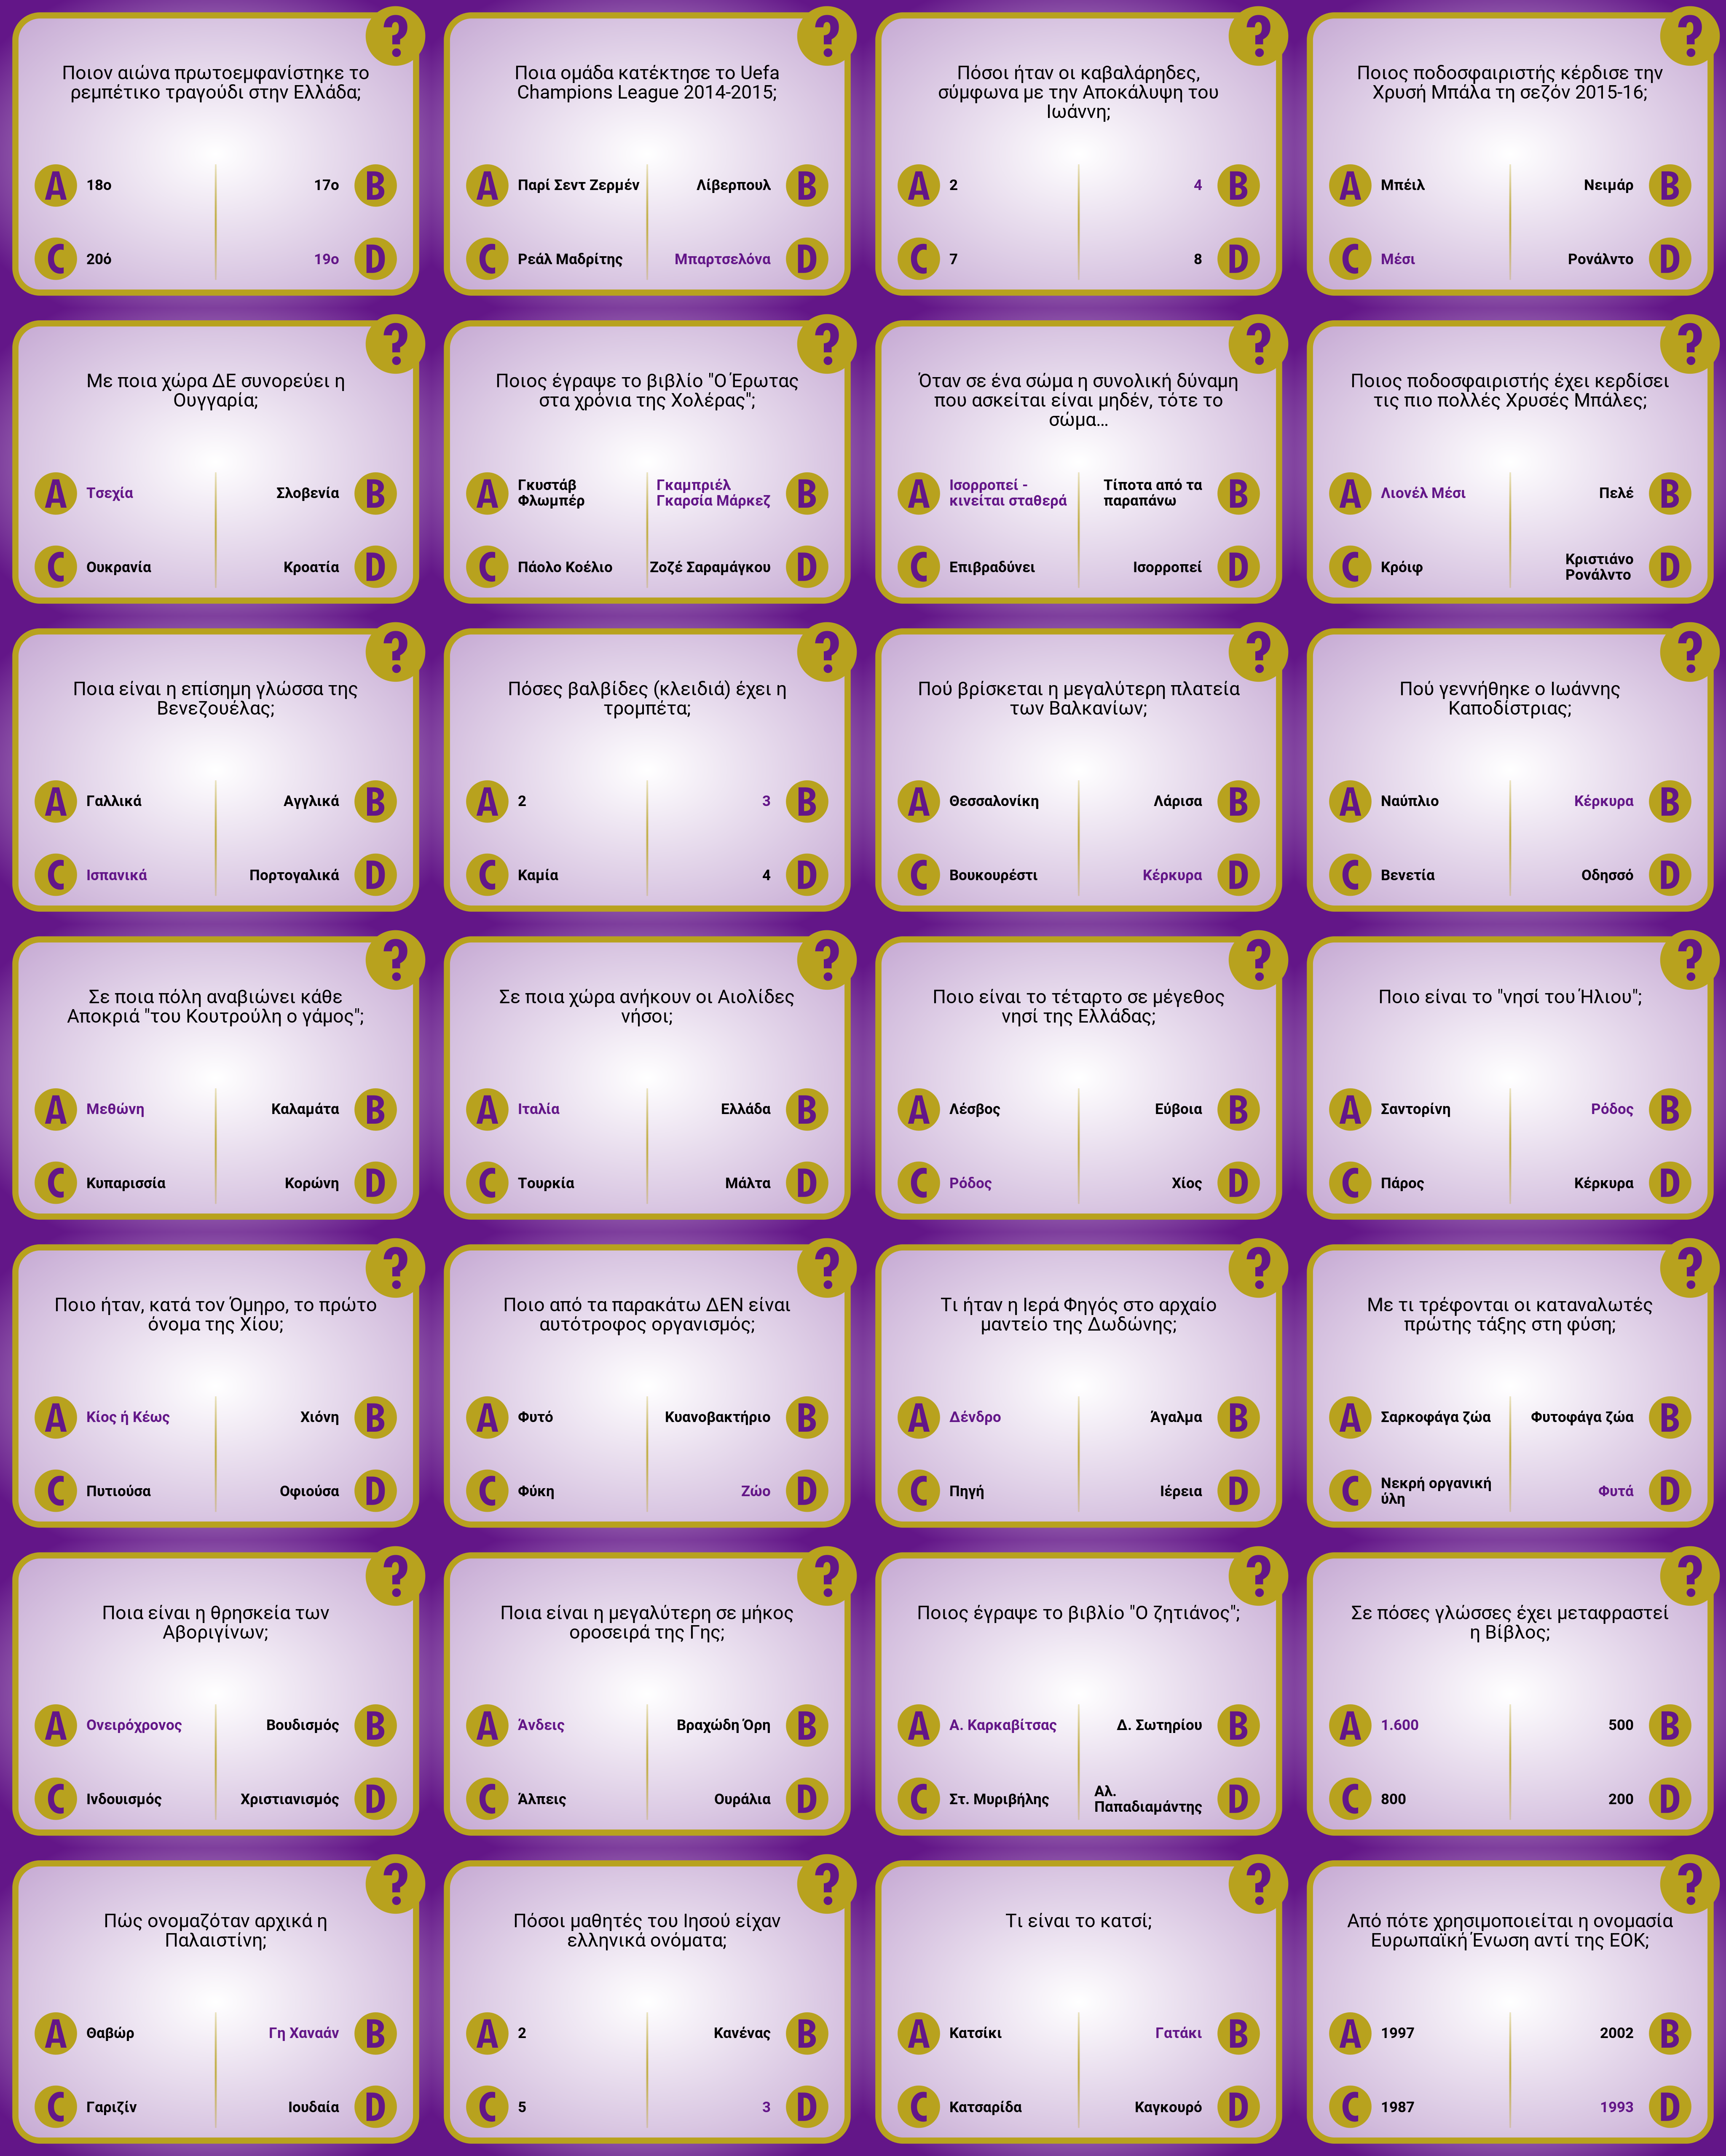 ?
Ποιον αιώνα πρωτοεμφανίστηκε το
ρεμπέτικο τραγούδι στην Ελλάδα;
A 18ο
17ο B
C 20ό
19ο D
?
Ποια ομάδα κατέκτησε το Uefa
Champions League 2014-2015;
A Παρί Σεντ Ζερμέν
Λίβερπουλ B
C Ρεάλ Μαδρίτης
Μπαρτσελόνα D
?
Πόσοι ήταν οι καβαλάρηδες,
σύμφωνα με την Αποκάλυψη του
Ιωάννη;
A 2
4 B
C 7
8 D
?
Ποιος ποδοσφαιριστής κέρδισε την
Χρυσή Μπάλα τη σεζόν 2015-16;
A Μπέιλ
Νειμάρ B
C Μέσι
Ρονάλντο D
?
Με ποια χώρα ΔΕ συνορεύει η
Ουγγαρία;
A Τσεχία
Σλοβενία B
C Ουκρανία
Κροατία D
?
Ποιος έγραψε το βιβλίο "Ο Έρωτας
στα χρόνια της Χολέρας";
A Γκυστάβ
Φλωμπέρ
Γκαμπριέλ
Γκαρσία Μάρκεζ B
C Πάολο Κοέλιο
Ζοζέ Σαραμάγκου D
?
Όταν σε ένα σώμα η συνολική δύναμη
που ασκείται είναι μηδέν, τότε το
σώμα...
A Ισορροπεί -
κινείται σταθερά
Τίποτα από τα
παραπάνω B
C Επιβραδύνει
Ισορροπεί D
?
Ποιος ποδοσφαιριστής έχει κερδίσει
τις πιο πολλές Χρυσές Μπάλες;
A Λιονέλ Μέσι
Πελέ B
C Κρόιφ
Κριστιάνο
Ρονάλντο D
?
Ποια είναι η επίσημη γλώσσα της
Βενεζουέλας;
A Γαλλικά
Αγγλικά B
C Ισπανικά
Πορτογαλικά D
?
Πόσες βαλβίδες (κλειδιά) έχει η
τρομπέτα;
A 2
3 B
C Καμία
4 D
?
Πού βρίσκεται η μεγαλύτερη πλατεία
των Βαλκανίων;
A Θεσσαλονίκη
Λάρισα B
C Βουκουρέστι
Κέρκυρα D
?
Πού γεννήθηκε ο Ιωάννης
Καποδίστριας;
A Ναύπλιο
Κέρκυρα B
C Βενετία
Οδησσό D
?
Σε ποια πόλη αναβιώνει κάθε
Αποκριά "του Κουτρούλη ο γάμος";
A Μεθώνη
Καλαμάτα B
C Κυπαρισσία
Κορώνη D
?
Σε ποια χώρα ανήκουν οι Αιολίδες
νήσοι;
A Ιταλία
Ελλάδα B
C Τουρκία
Μάλτα D
?
Ποιο είναι το τέταρτο σε μέγεθος
νησί της Ελλάδας;
A Λέσβος
Εύβοια B
C Ρόδος
Χίος D
?
Ποιο είναι το "νησί του Ήλιου";
A Σαντορίνη
Ρόδος B
C Πάρος
Κέρκυρα D
?
Ποιο ήταν, κατά τον Όμηρο, το πρώτο
όνομα της Χίου;
A Κίος ή Κέως
Χιόνη B
C Πυτιούσα
Οφιούσα D
?
Ποιο από τα παρακάτω ΔΕΝ είναι
αυτότροφος οργανισμός;
A Φυτό
Κυανοβακτήριο B
C Φύκη
Ζώο D
?
Τι ήταν η Ιερά Φηγός στο αρχαίο
μαντείο της Δωδώνης;
A Δένδρο
Άγαλμα B
C Πηγή
Ιέρεια D
?
Με τι τρέφονται οι καταναλωτές
πρώτης τάξης στη φύση;
A Σαρκοφάγα ζώα
Φυτοφάγα ζώα B
C Νεκρή οργανική
ύλη
Φυτά D
?
Ποια είναι η θρησκεία των
Αβοριγίνων;
A Ονειρόχρονος
Βουδισμός B
C Ινδουισμός
Χριστιανισμός D
?
Ποια είναι η μεγαλύτερη σε μήκος
οροσειρά της Γης;
A Άνδεις
Βραχώδη Όρη B
C Άλπεις
Ουράλια D
?
Ποιος έγραψε το βιβλίο "Ο ζητιάνος";
A Α. Καρκαβίτσας
Δ. Σωτηρίου B
C Στ. Μυριβήλης
Αλ.
Παπαδιαμάντης D
?
Σε πόσες γλώσσες έχει μεταφραστεί
η Βίβλος;
A 1.600
500 B
C 800
200 D
?
Πώς ονομαζόταν αρχικά η
Παλαιστίνη;
A Θαβώρ
Γη Χαναάν B
C Γαριζίν
Ιουδαία D
?
Πόσοι μαθητές του Ιησού είχαν
ελληνικά ονόματα;
A 2
Κανένας B
C 5
3 D
?
Τι είναι το κατσί;
A Κατσίκι
Γατάκι B
C Κατσαρίδα
Καγκουρό D
?
Από πότε χρησιμοποιείται η ονομασία
Ευρωπαϊκή Ένωση αντί της ΕΟΚ;
A 1997
2002 B
C 1987
1993 D